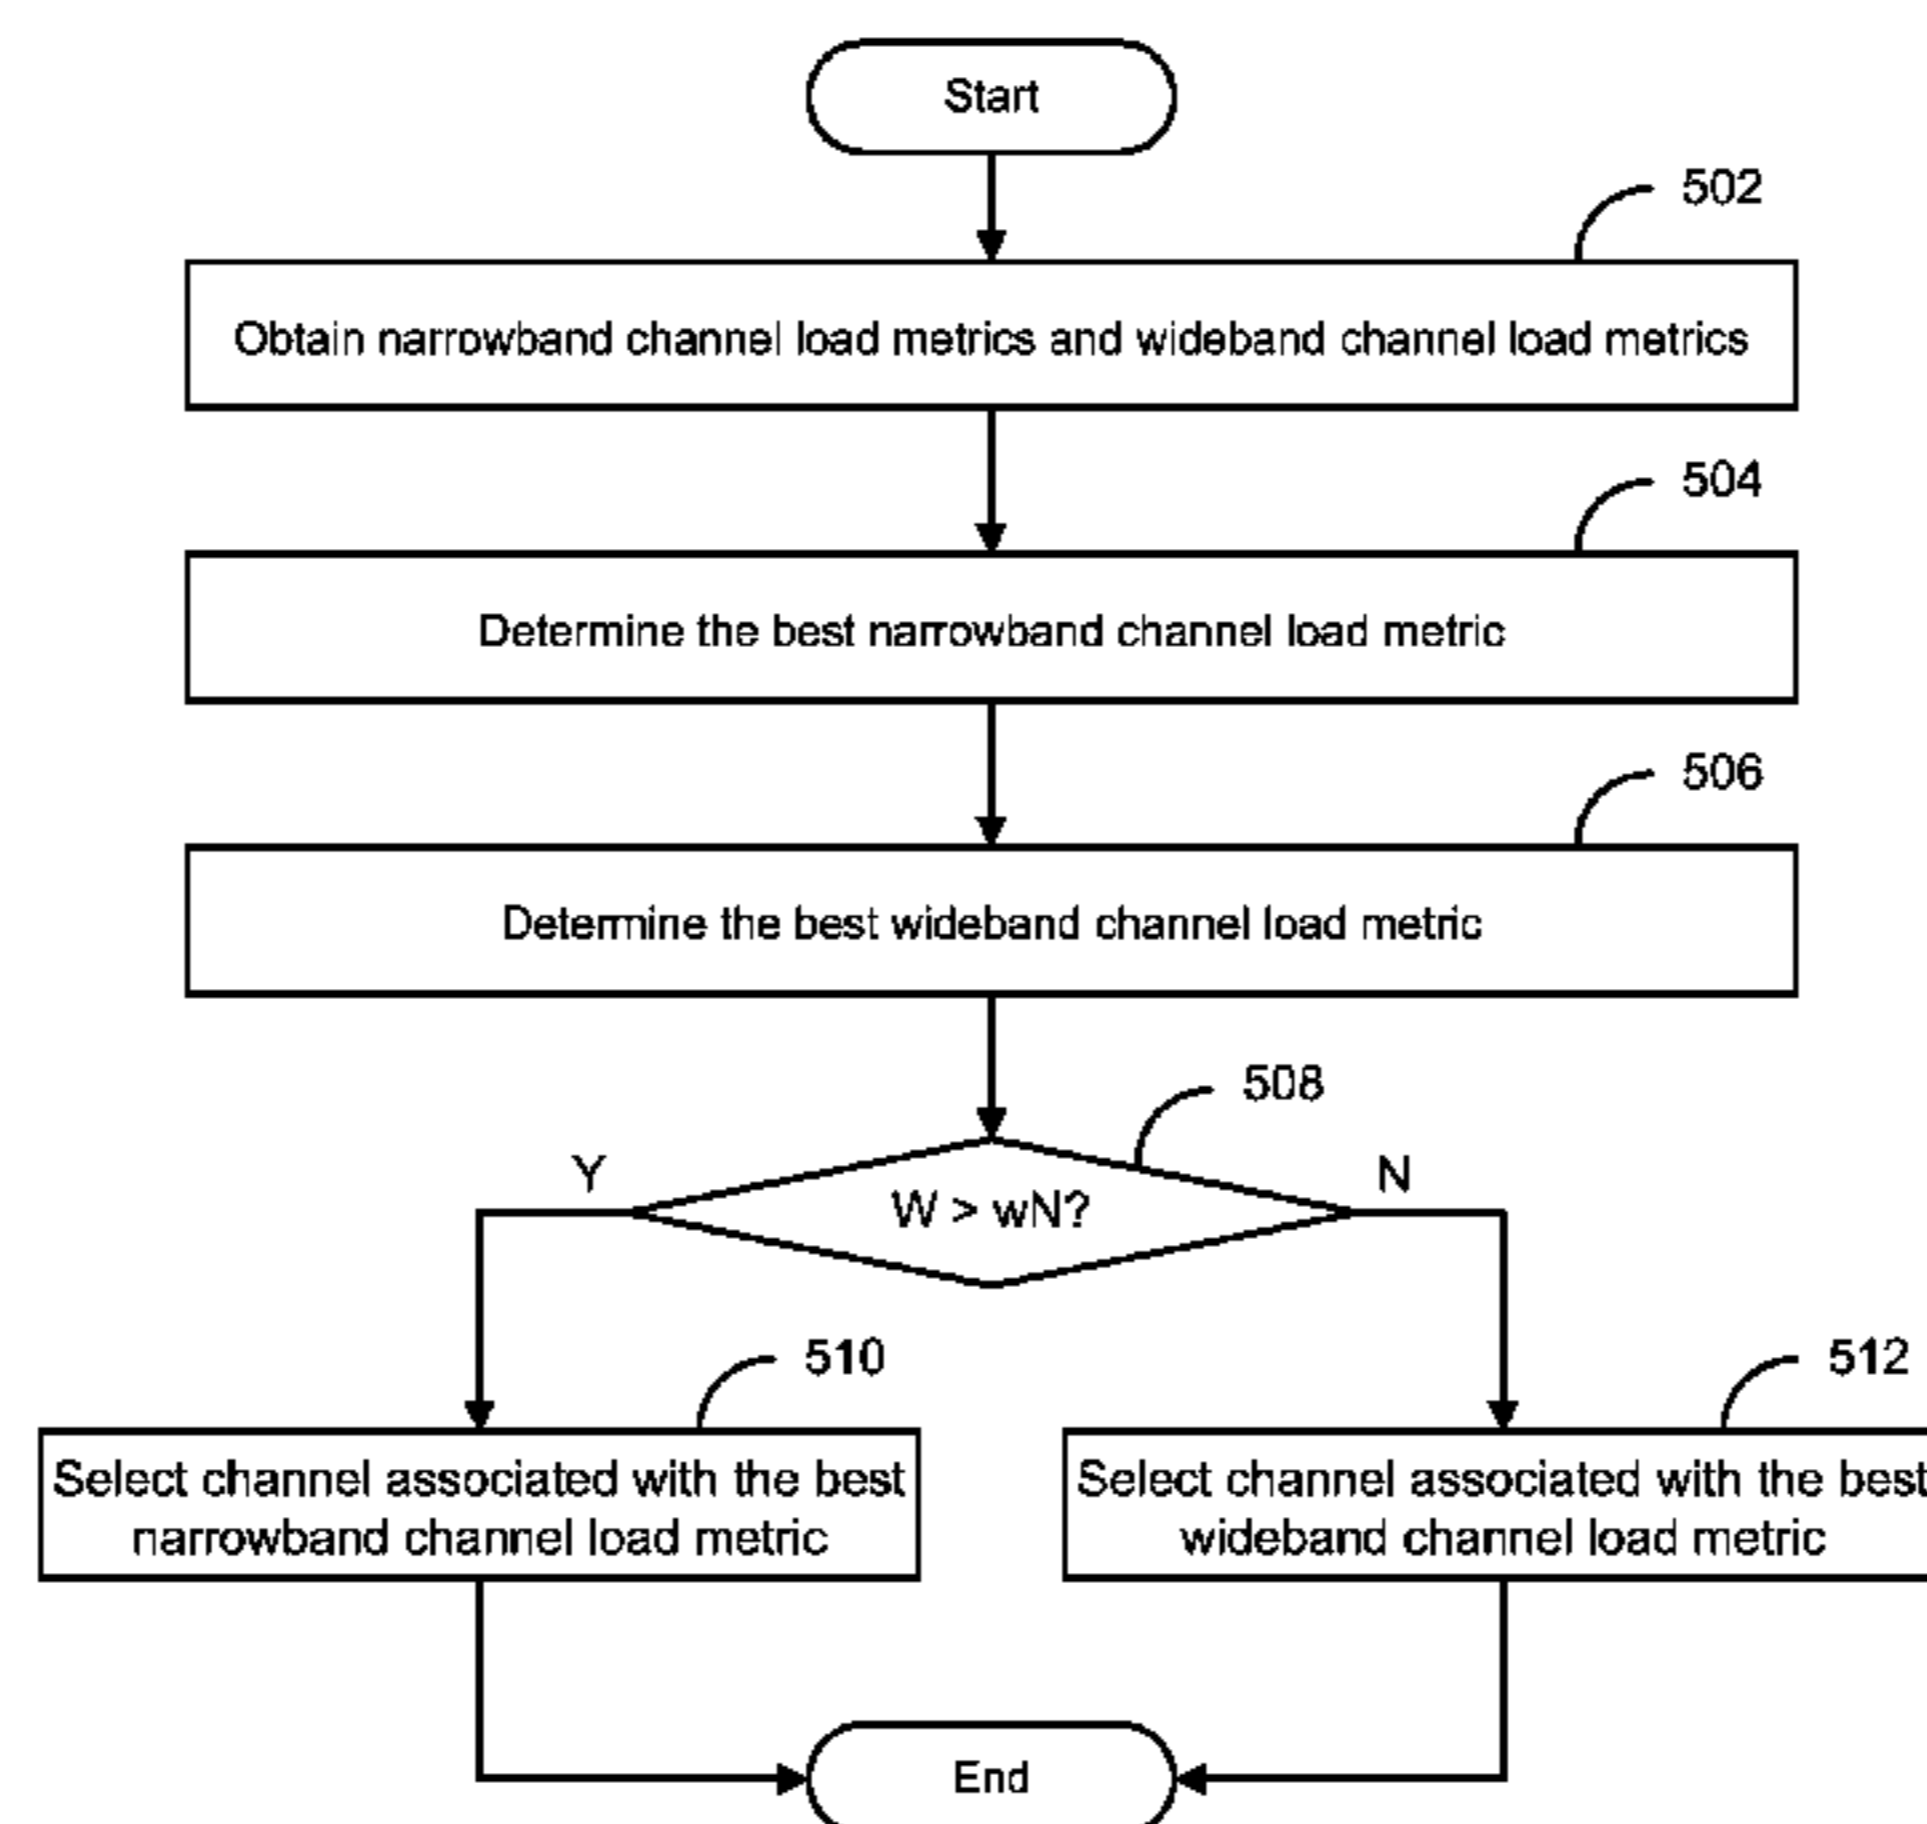 Start
502
Obtain narrowband channel load metrics and wideband channel load metrics
504
Determine the best narrowband channel load metric
506
Determine the best wideband channel load metric
508
Y
W > wN?
N
510
512
Select channel associated with the best
narrowband channel load metric
Select channel associated with the best
wideband channel load metric
End